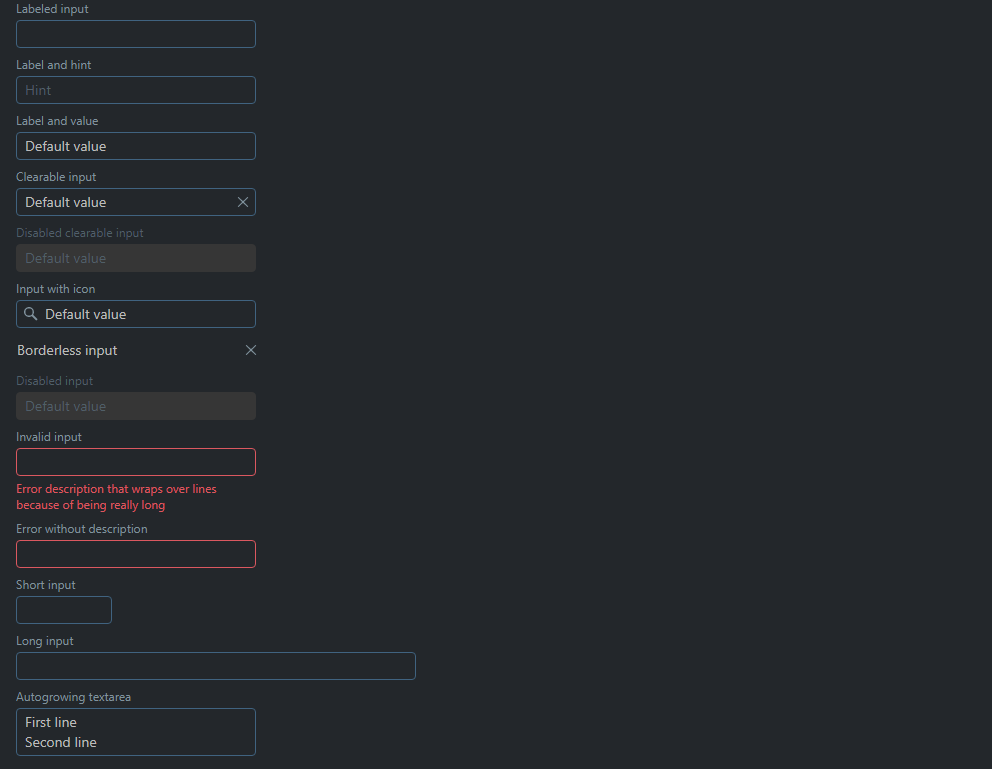 Labeled input
Label and hint
Hint
Label and value
Default value
Clearable input
Default value
Disabled clearable input
Default value
Input with icon
Default value
Borderless input
Disabled input
Default value
Invalid input
Error description that wraps over lines
because of being really long
Error without description
Short input
Long input
Autogrowing textarea
First line
Second line